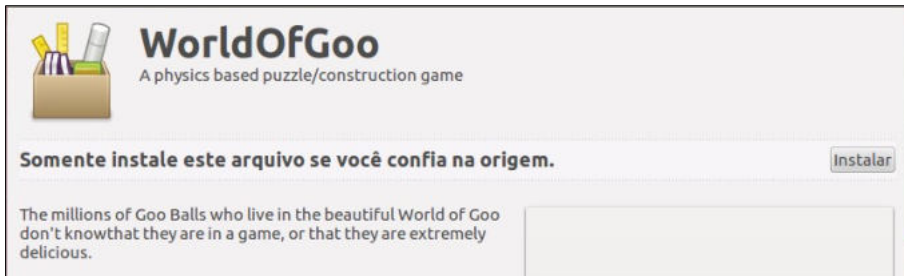 WorldOfGoo
A physics based puzzle/construction game
Somente instale este arquivo se você confia na origem.
Instalar
The millions of Goo Balls who live in the beautiful World of Goo
don't knowthat they are in a game, or that they are extremely
delicious.